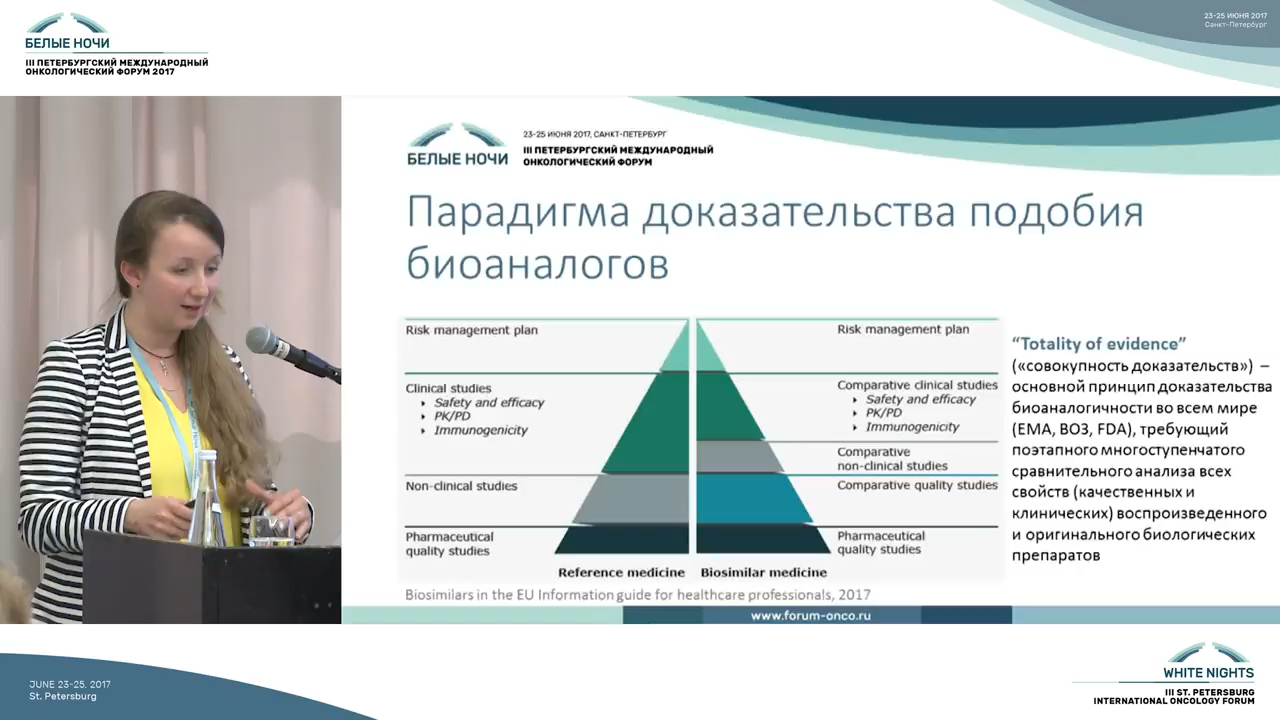 БЕЛЫЕ НОЧИ
III ПЕТЕРБУРГСКИЙ МЕЖДУНАРОДНЫЙ
ОНКОЛОГИЧЕСКИЙ ФОРУМ 2017
23-25 ИЮНЯ 2017
Санкт-Петербург
БЕЛЫЕ НОЧИ
23-25 ИЮНЯ 2017, САНКТ-ПЕТЕРБУРГ
III ПЕТЕРБУРГСКИЙ МЕЖДУНАРОДНЫЙ
ОНКОЛОГИЧЕСКИЙ ФОРУМ
Парадигма доказательства подобия
биоаналогов
Risk management plan
Clinical studies
Safety and efficacy
PK/PD
Immunogenicity
Non-clinical studies
Pharmaceutical
quality studies
Reference medicine
Risk management plan
Comparative clinical studies
Safety and efficacy
PK/PD
Immunogenicity
Comparative
non-clinical studies
Comparative quality studies
Pharmaceutical
quality studies
Biosimilar medicine
“Totality of evidence”
(«совокупность доказательств») –
основной принцип доказательства
биоаналогичности во всем мире
(EMA, ВОЗ, FDA), требующий
поэтапного многоступенчатого
сравнительного анализа всех
свойств (качественных и
клинических) воспроизведенного
и оригинального биологических
препаратов
Biosimilars in the EU Information guide for healthcare professionals, 2017
www.forum-onco.ru
JUNE 23-25, 2017
St. Petersburg
WHITE NIGHTS
III ST. PETERSBURG
INTERNATIONAL ONCOLOGY FORUM